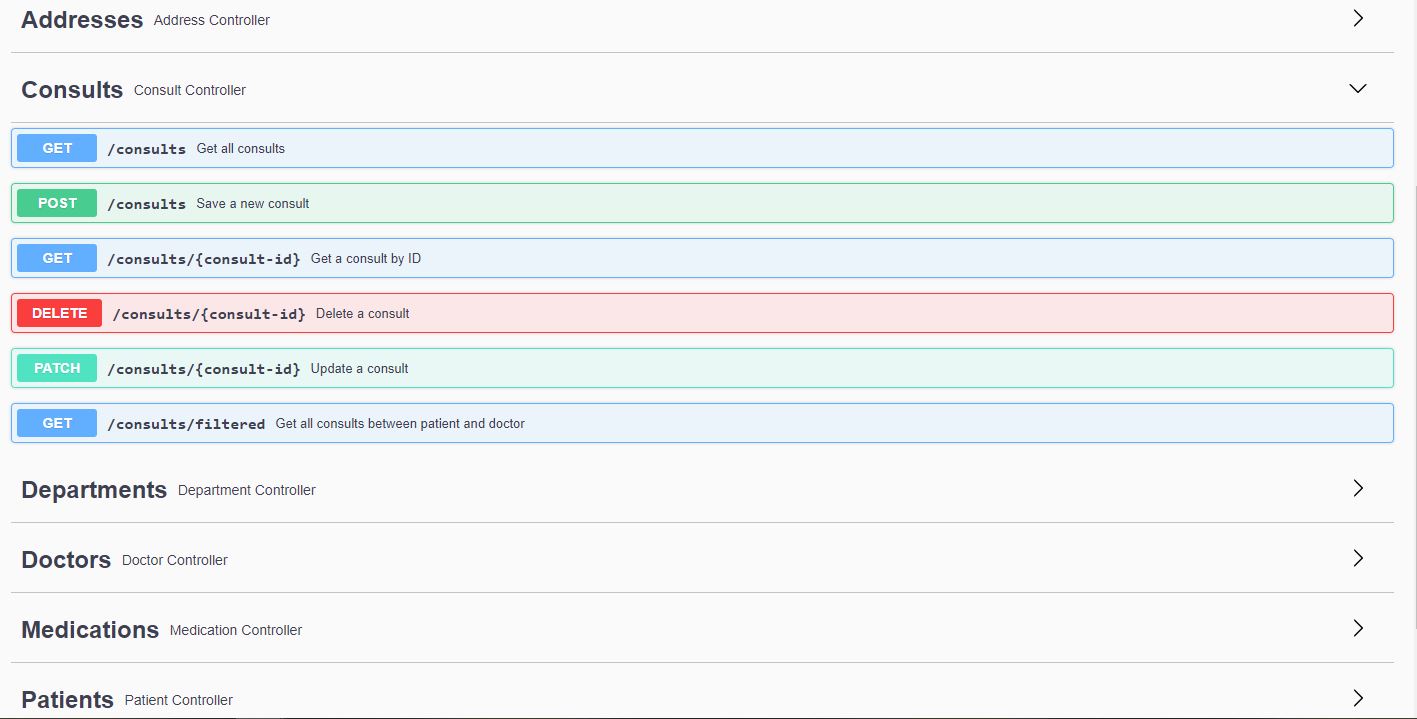 Addresses Address Controller
Consults Consult Controller
GET /consults Get all consults
POST /consults Save a new consult
GET /consults/{consult-id} Get a consult by ID
DELETE /consults/{consult-id} Delete a consult
PATCH /consults/{consult-id} Update a consult
GET /consults/filtered Get all consults between patient and doctor
Departments Department Controller
Doctors Doctor Controller
Medications Medication Controller
Patients Patient Controller